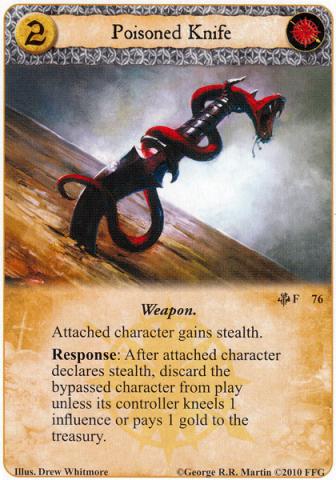 2
Poisoned Knife
F 76
Weapon.
Attached character gains stealth.
Response: After attached character
declares stealth, discard the
bypassed character from play
unless its controller kneels 1
influence or pays 1 gold to the
treasury.
Illus. Drew Whitmore ©George R.R. Martin ©2010 FFG